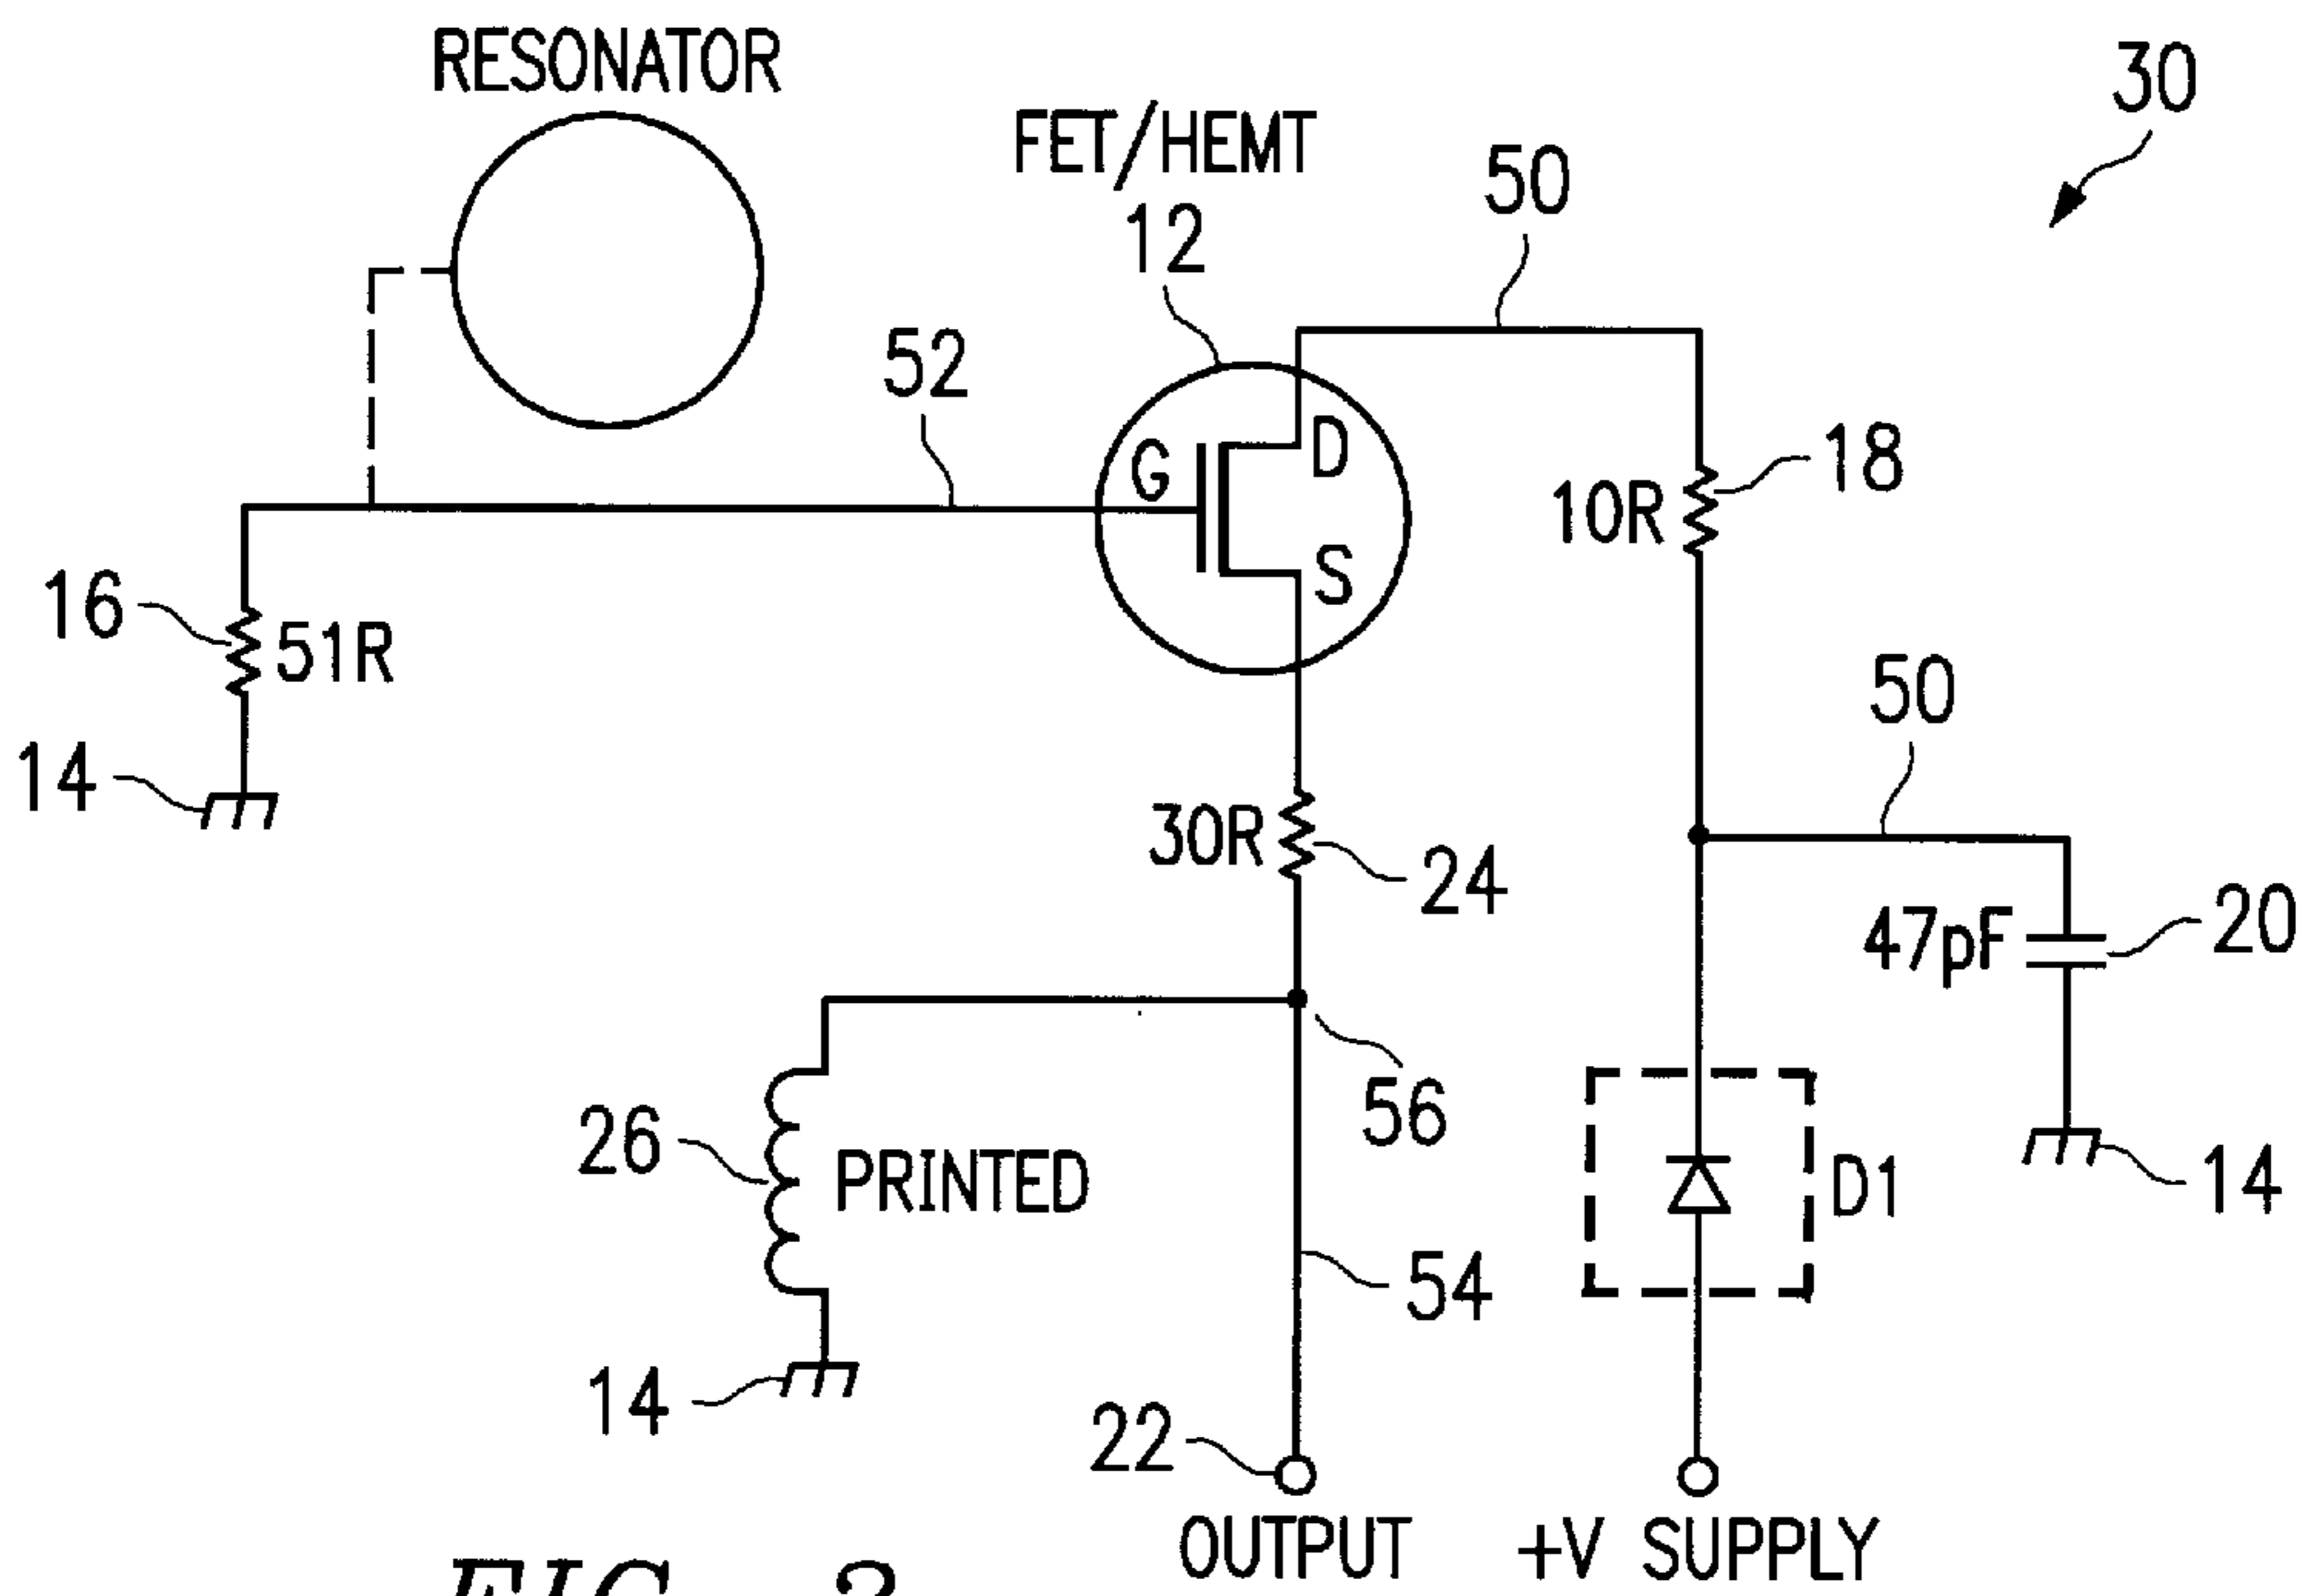 RESONATOR
30
FET/HEMT
12
50
52
G
D
S
10R
18
16
51R
14
50
30R
24
47pF
20
56
26
PRINTED
D1
14
54
14
22
OUTPUT
+V SUPPLY